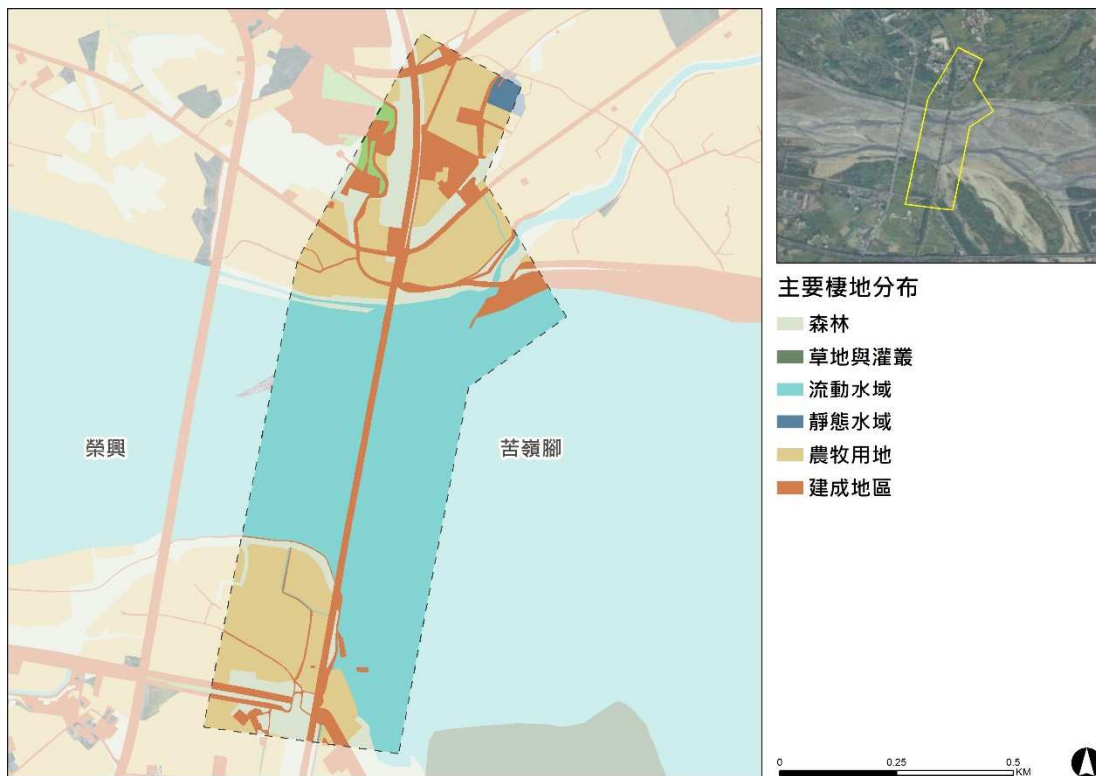 榮興
苦嶺腳
主要棲地分布
森林
草地與灌叢
流動水域
靜態水域
農牧用地
建成地區
0 0.25 0.5
KM